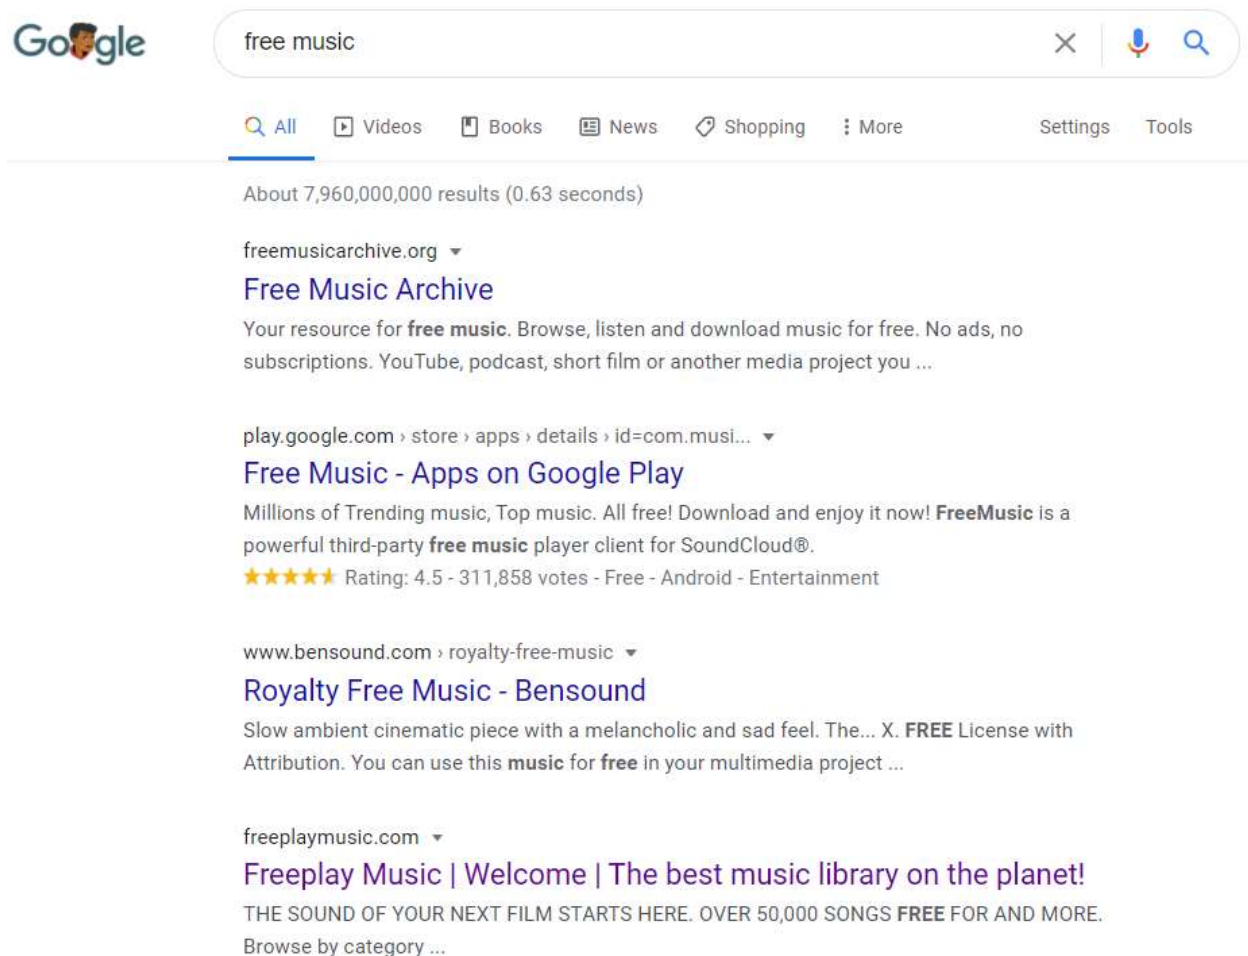 Google
free music
All Videos Books News Shopping More Settings Tools
About 7,960,000,000 results (0.63 seconds)
freemusicarchive.org
Free Music Archive
Your resource for free music. Browse, listen and download music for free. No ads, no
subscriptions. YouTube, podcast, short film or another media project you ...
play.google.com › store › apps › details › id=com.musi...
Free Music - Apps on Google Play
Millions of Trending music, Top music. All free! Download and enjoy it now! FreeMusic is a
powerful third-party free music player client for SoundCloud®.
Rating: 4.5 - 311,858 votes - Free - Android - Entertainment
www.bensound.com › royalty-free-music
Royalty Free Music - Bensound
Slow ambient cinematic piece with a melancholic and sad feel. The... X. FREE License with
Attribution. You can use this music for free in your multimedia project ...
freeplaymusic.com
Freeplay Music | Welcome | The best music library on the planet!
THE SOUND OF YOUR NEXT FILM STARTS HERE. OVER 50,000 SONGS FREE FOR AND MORE.
Browse by category ...